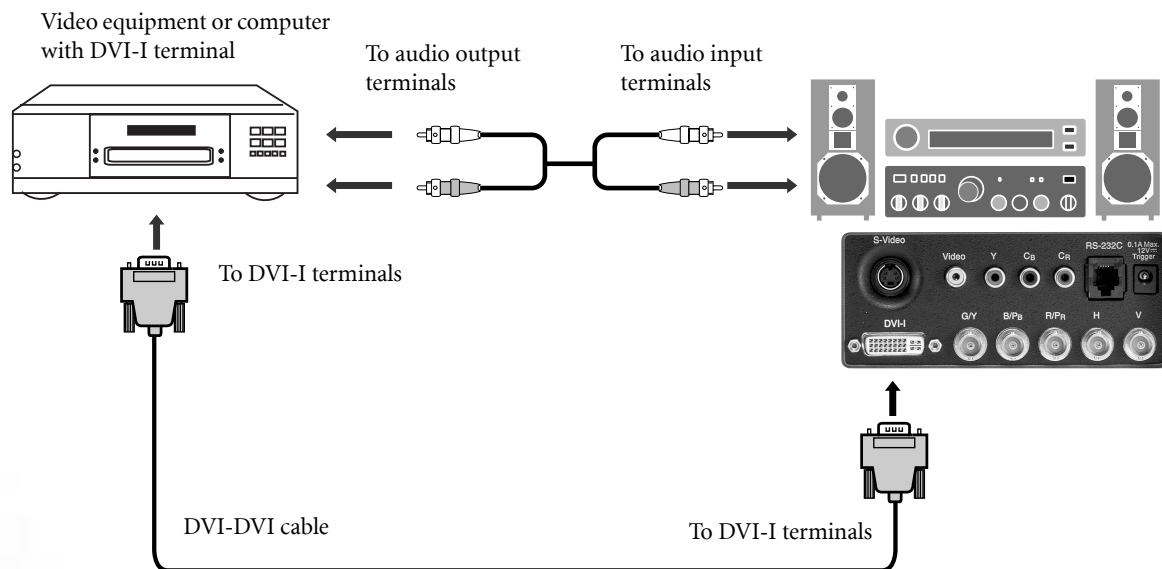 Video equipment or computer
with DVI-I terminal
To audio output
terminals
To audio input
terminals
To DVI-I terminals
S-Video
Video
Y
CB
CR
RS-232C
0.1A Max.
12V⎓
Trigger
DVI-I
G/Y
B/PB
R/PR
H
V
DVI-DVI cable
To DVI-I terminals